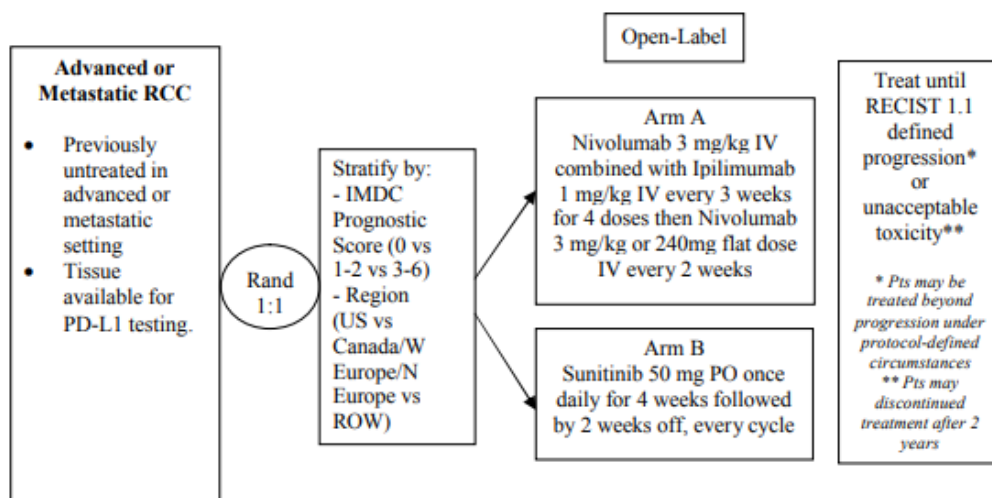 Open-Label
Advanced or
Metastatic RCC
• Previously
untreated in
advanced or
metastatic
setting
• Tissue
available for
PD-L1 testing.
Rand
1:1
Stratify by:
- IMDC
Prognostic
Score (0 vs
1-2 vs 3-6)
- Region
(US vs
Canada/W
Europe/N
Europe vs
ROW)
Arm A
Nivolumab 3 mg/kg IV
combined with Ipilimumab
1 mg/kg IV every 3 weeks
for 4 doses then Nivolumab
3 mg/kg or 240mg flat dose
IV every 2 weeks
Arm B
Sunitinib 50 mg PO once
daily for 4 weeks followed
by 2 weeks off, every cycle
Treat until
RECIST 1.1
defined
progression*
or
unacceptable
toxicity**
* Pts may be
treated beyond
progression under
protocol-defined
circumstances
** Pts may
discontinued
treatment after 2
years